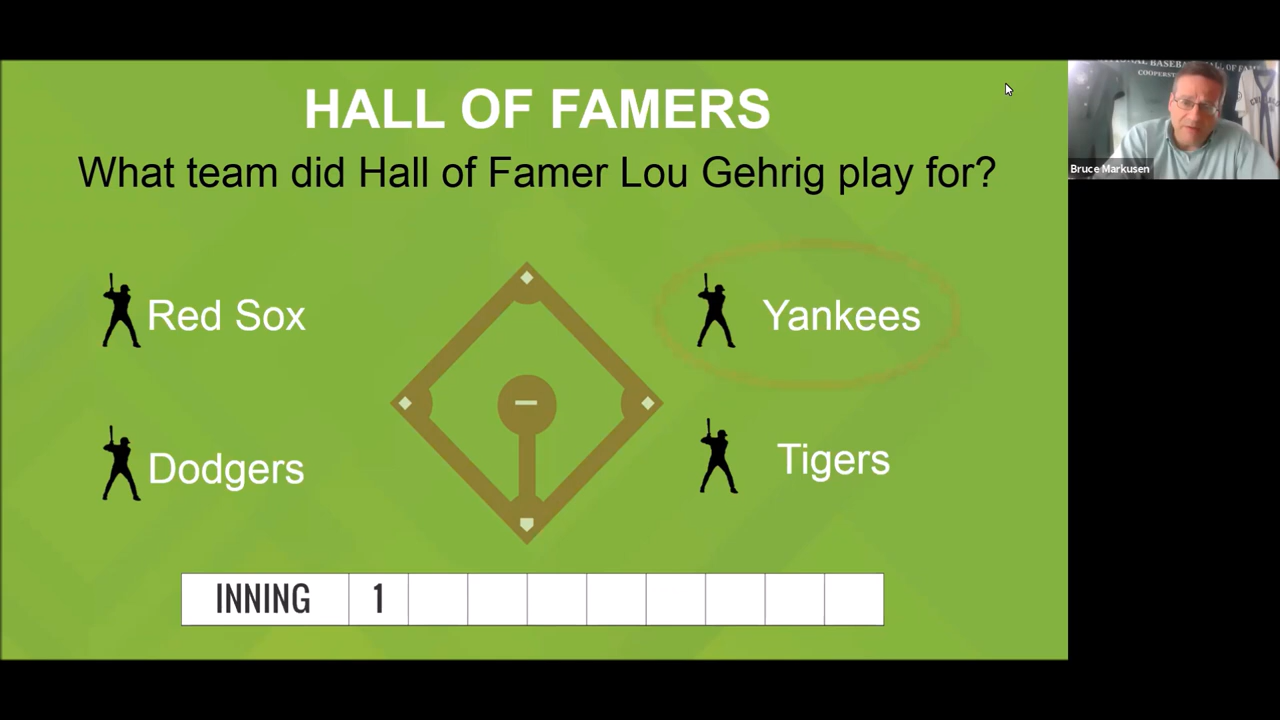 HALL OF FAMERS
What team did Hall of Famer Lou Gehrig play for?
Red Sox
Yankees
Dodgers
Tigers
INNING 1
Bruce Markusen